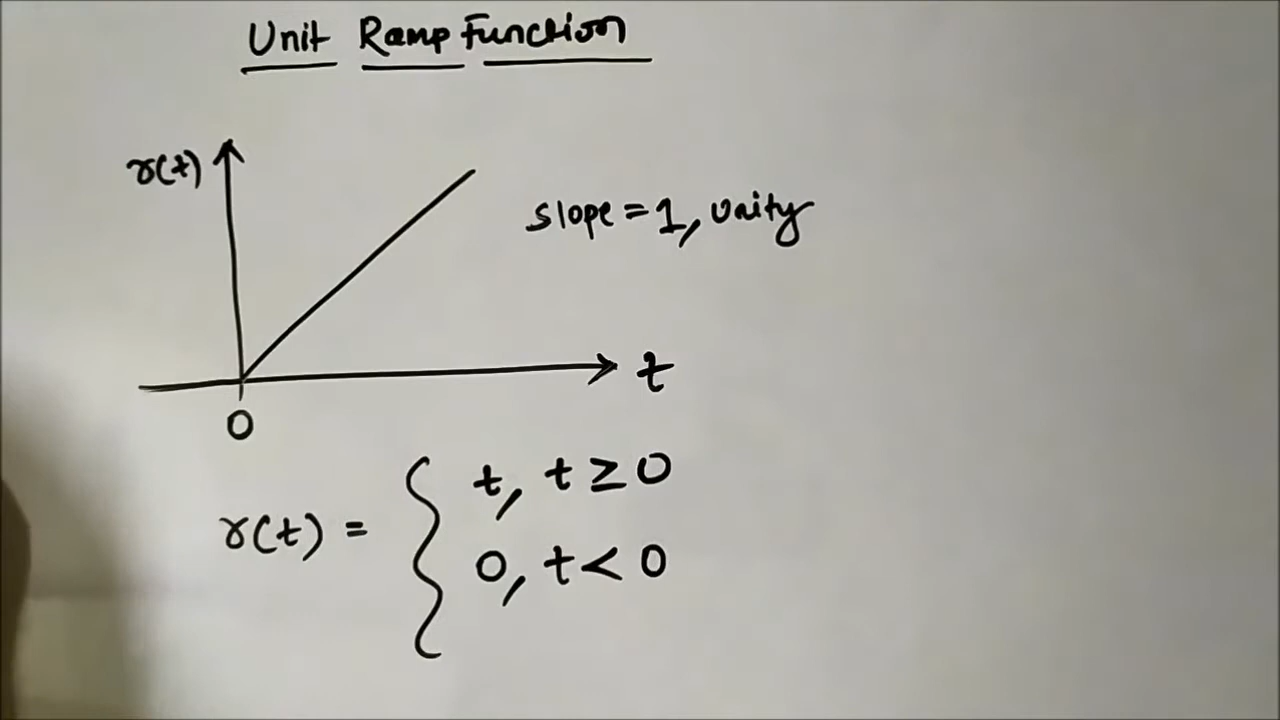 Unit Ramp Function
r(t)
slope = 1, unity
t
0
r(t) = { t, t ≥ 0
0, t < 0